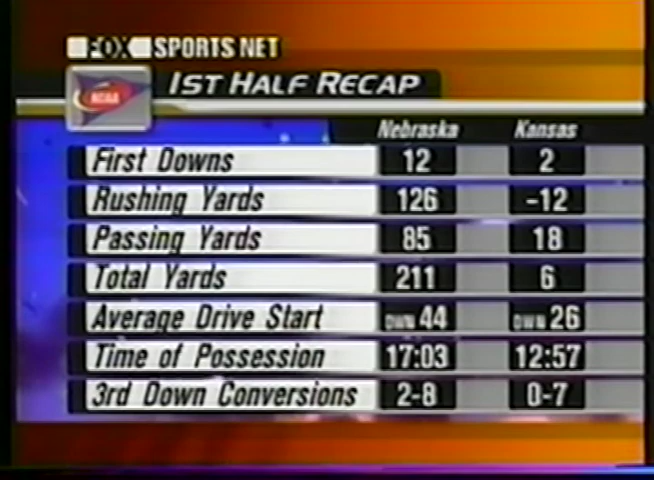 FOX SPORTS NET
NCAA
1ST HALF RECAP
Nebraska Kansas
First Downs 12 2
Rushing Yards 126 -12
Passing Yards 85 18
Total Yards 211 6
Average Drive Start OWN 44 OWN 26
Time of Possession 17:03 12:57
3rd Down Conversions 2-8 0-7